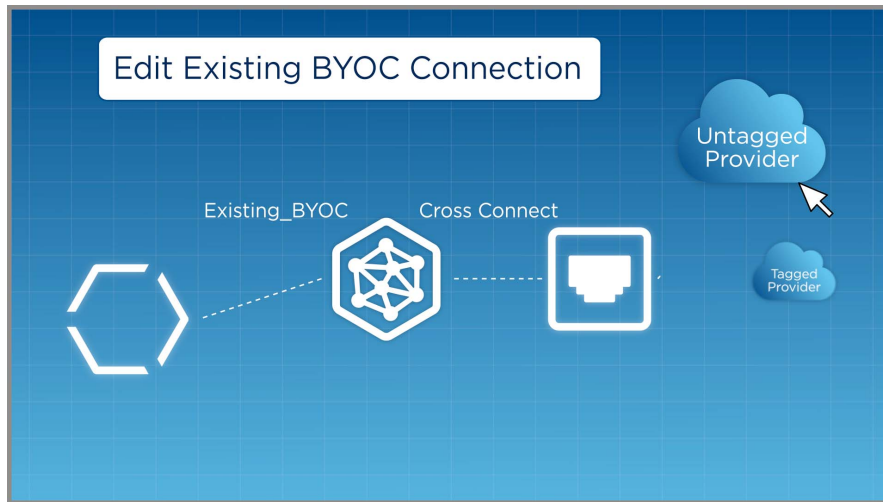 Edit Existing BYOC Connection
Untagged
Provider
Existing_BYOC
Cross Connect
Tagged
Provider